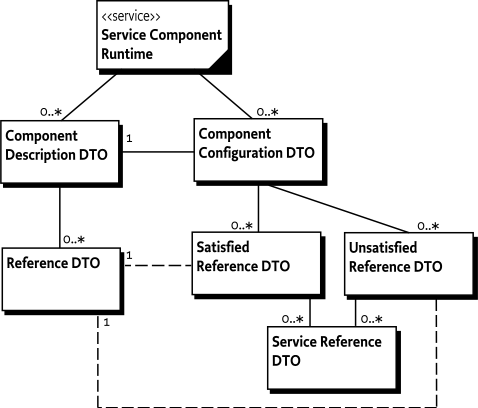 <<service>>
Service Component
Runtime
0..*
0..*
Component
Description DTO
1
Component
Configuration DTO
0..*
0..*
0..*
Reference DTO
1
Satisfied
Reference DTO
Unsatisfied
Reference DTO
1
0..*
0..*
Service Reference
DTO